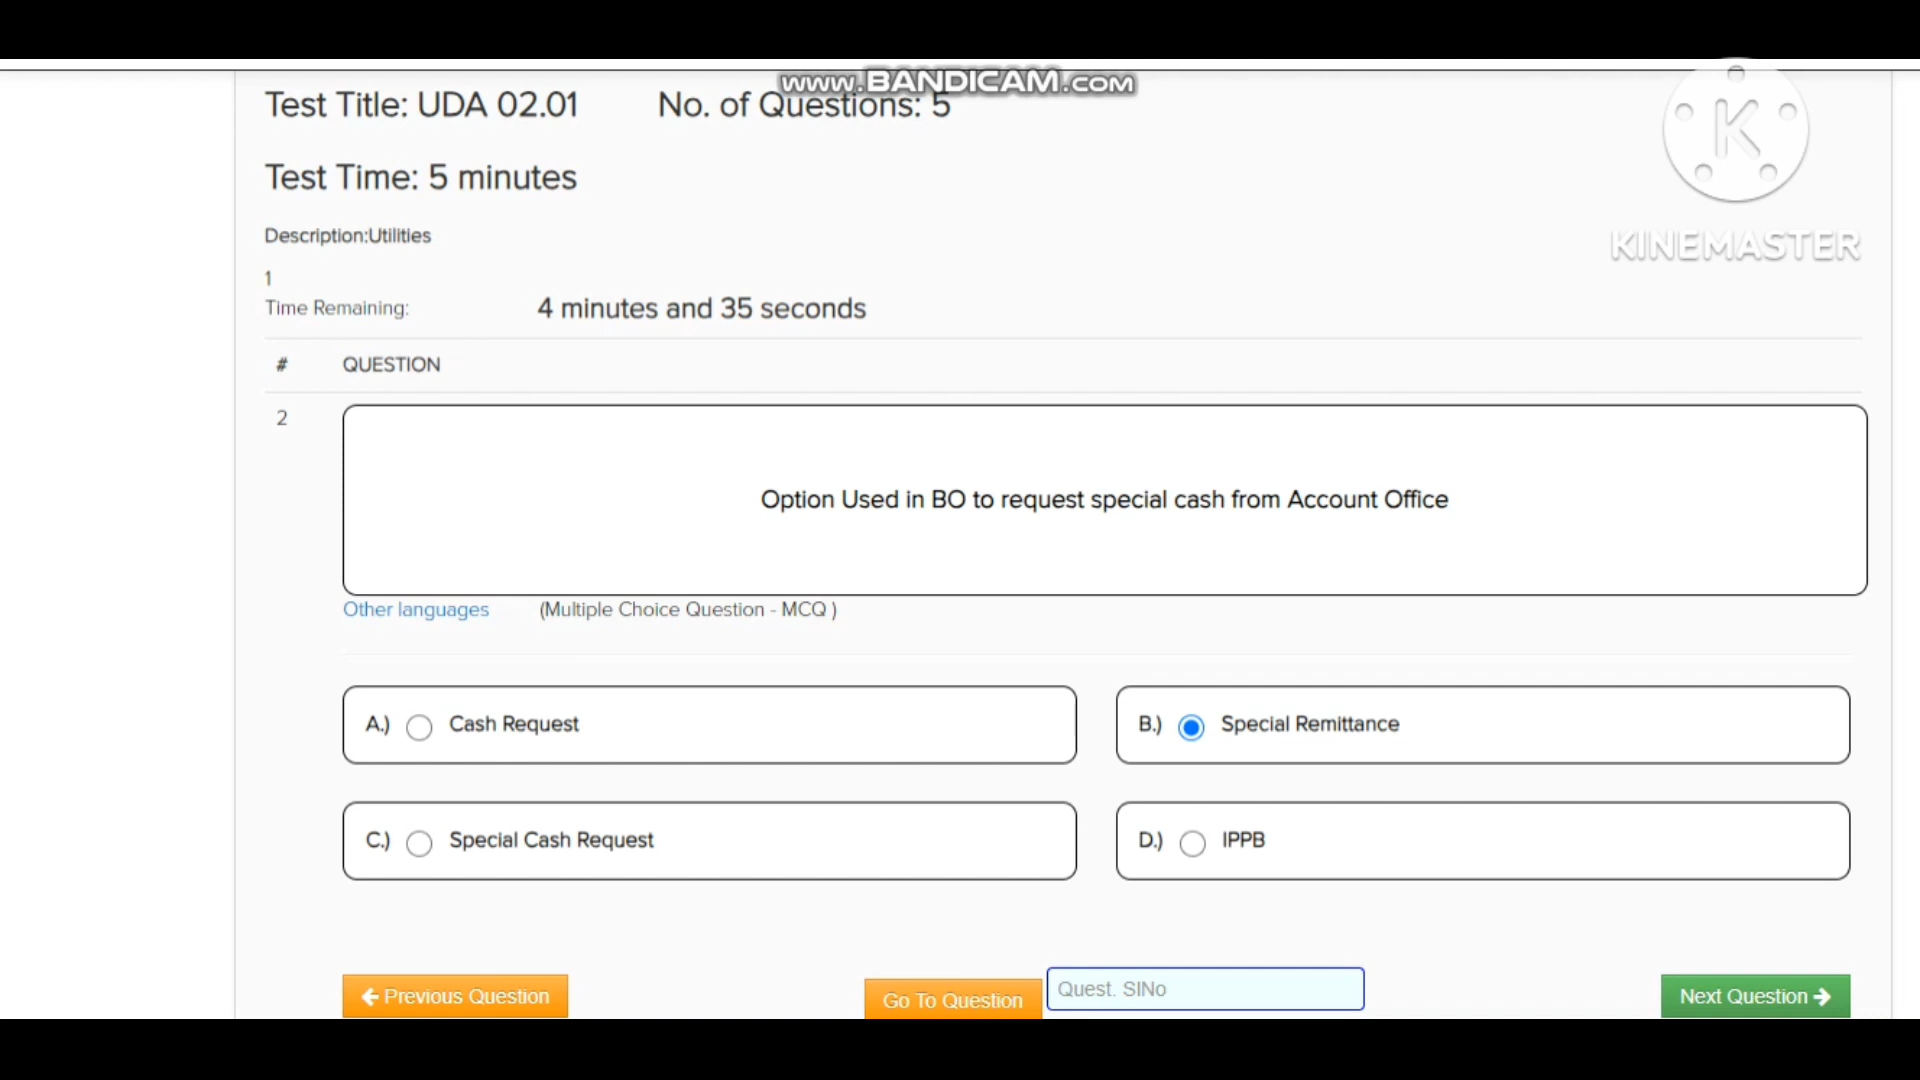 www.BANDICAM.com
Test Title: UDA 02.01 No. of Questions: 5
Test Time: 5 minutes
K
KINEMASTER
Description:Utilities
1
Time Remaining: 4 minutes and 35 seconds
# QUESTION
2
Option Used in BO to request special cash from Account Office
Other languages (Multiple Choice Question - MCQ )
A.) Cash Request
B.) Special Remittance
C.) Special Cash Request
D.) IPPB
Previous Question
Go To Question
Quest. SlNo
Next Question